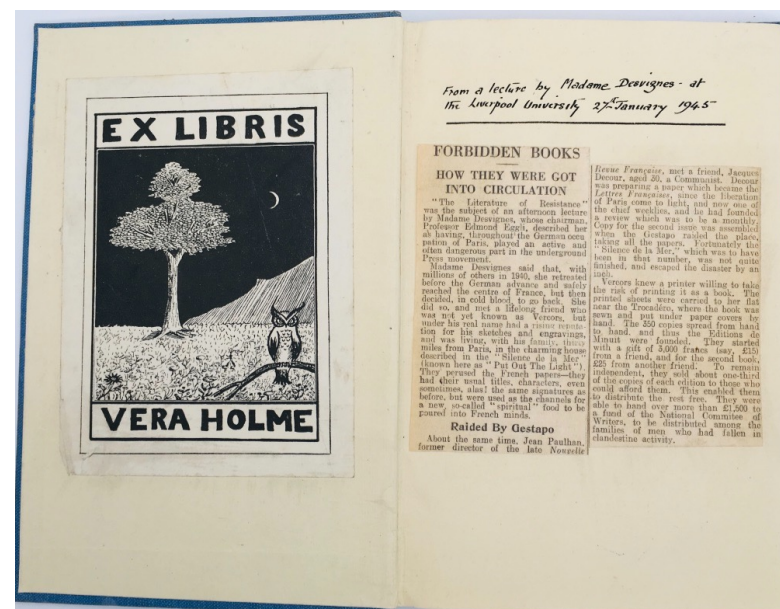 EX LIBRIS
VERA HOLME
From a lecture by Madame Desvignes - at
the Liverpool University 27th January 1945
FORBIDDEN BOOKS
HOW THEY WERE GOT
INTO CIRCULATION
"The Literature of Resistance"
was the subject of an afternoon lecture
by Madame Desvignes, whose chairman,
Professor Edmond Eggli, described her
as having, throughout the German occu-
pation of Paris, played an active and
often dangerous part in the underground
Press movement.
Madame Desvignes said that, with
millions of others in 1940, she retreated
before the German advance and safely
reached the centre of France, but then
decided, in cold blood, to go back. She
did so, and met a lifelong friend who
was not yet known as Vercors, but
under his real name had a rising reputa-
tion for his sketches and engravings,
and was living, with his family, three
miles from Paris, in the charming house
described in the "Silence de la Mer"
(known here as "Put Out The Light").
They perused the French papers—they
had their usual titles, characters, even
sometimes, alas! the same signatures as
before, but were used as the channels for
a new so-called "spiritual" food to be
poured into French minds.
Raided By Gestapo
About the same time, Jean Paulhan,
former director of the late Nouvelle
Revue Française, met a friend, Jacques
Decour, aged 30, a Communist. Decour
was preparing a paper which became the
Lettres Françaises, since the liberation
of Paris come to light, and now one of
the chief weeklies, and he had founded
a review which was to be a monthly.
Copy for the second issue was assembled
when the Gestapo raided the place,
taking all the papers. Fortunately the
"Silence de la Mer," which was to have
been in that number, was not quite
finished, and escaped the disaster by an
inch.
Vercors knew a printer willing to take
the risk of printing it as a book. The
printed sheets were carried to her flat
near the Trocadéro, where the book was
sewn and put under paper covers by
hand. The 350 copies spread from hand
to hand, and thus the Editions de
Minuit were founded. They started
with a gift of 3,000 francs (say, £15)
from a friend, and for the second book,
£25 from another friend. To remain
independent, they sold about one-third
of the copies of each edition to those who
could afford them. This enabled them
to distribute the rest free. They were
able to hand over more than £1,500 to
a fund of the National Commitee of
Writers, to be distributed among the
families of men who had fallen in
clandestine activity.